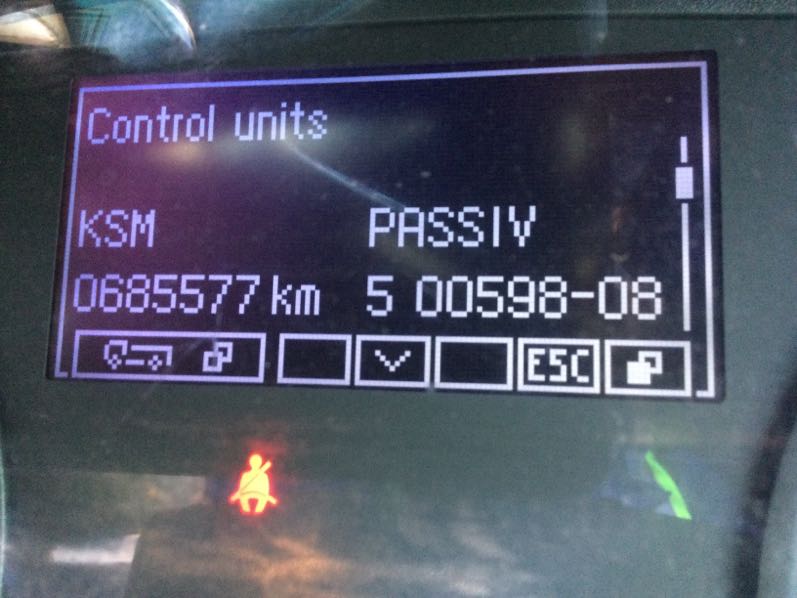 Control units
KSM PASSIV
0685577 km 5 00598-08
ESC